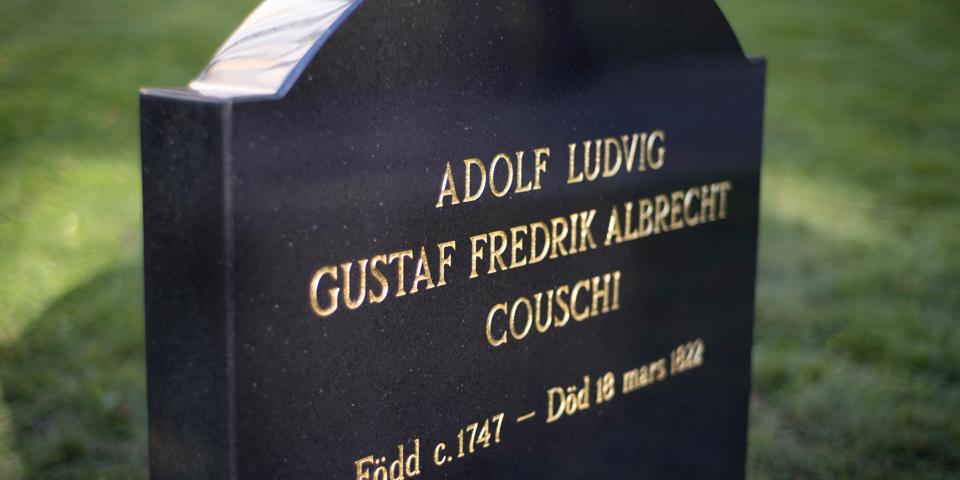 ADOLF LUDVIG
GUSTAF FREDRIK ALBRECHT
COUSCHI
Född c. 1747 – Död 18 mars 1822